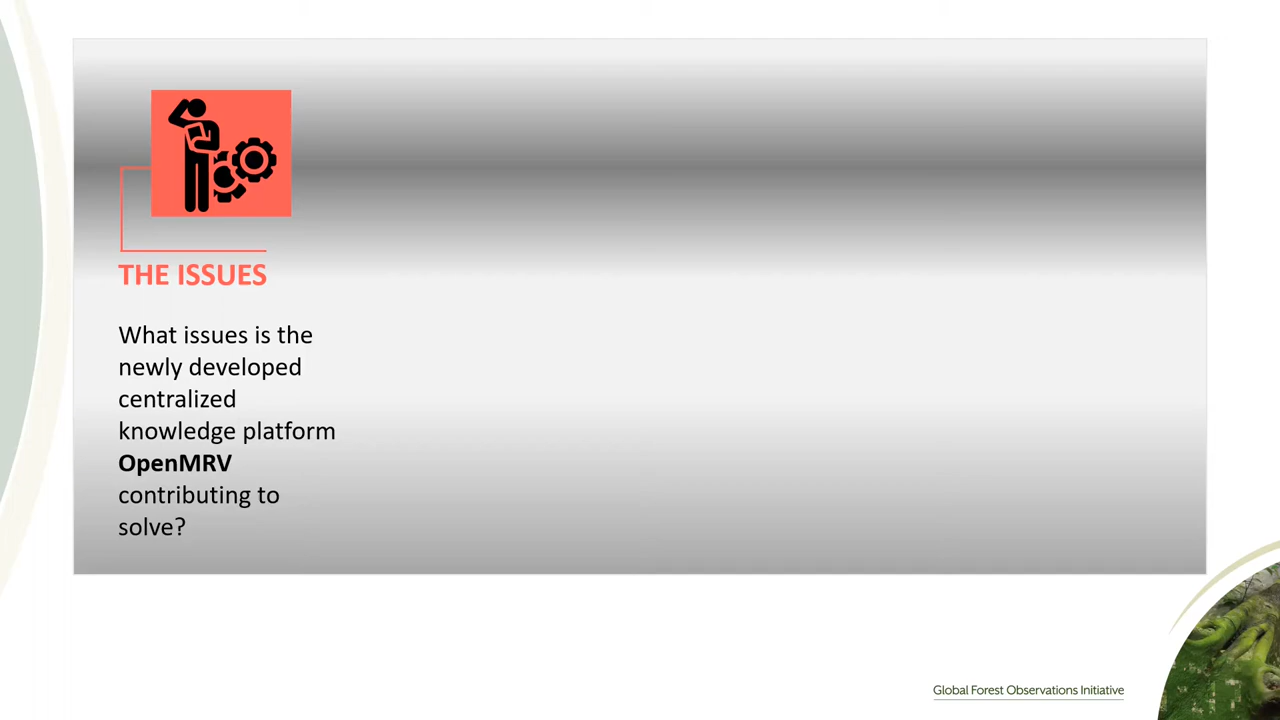 THE ISSUES
What issues is the
newly developed
centralized
knowledge platform
OpenMRV
contributing to
solve?
Global Forest Observations Initiative